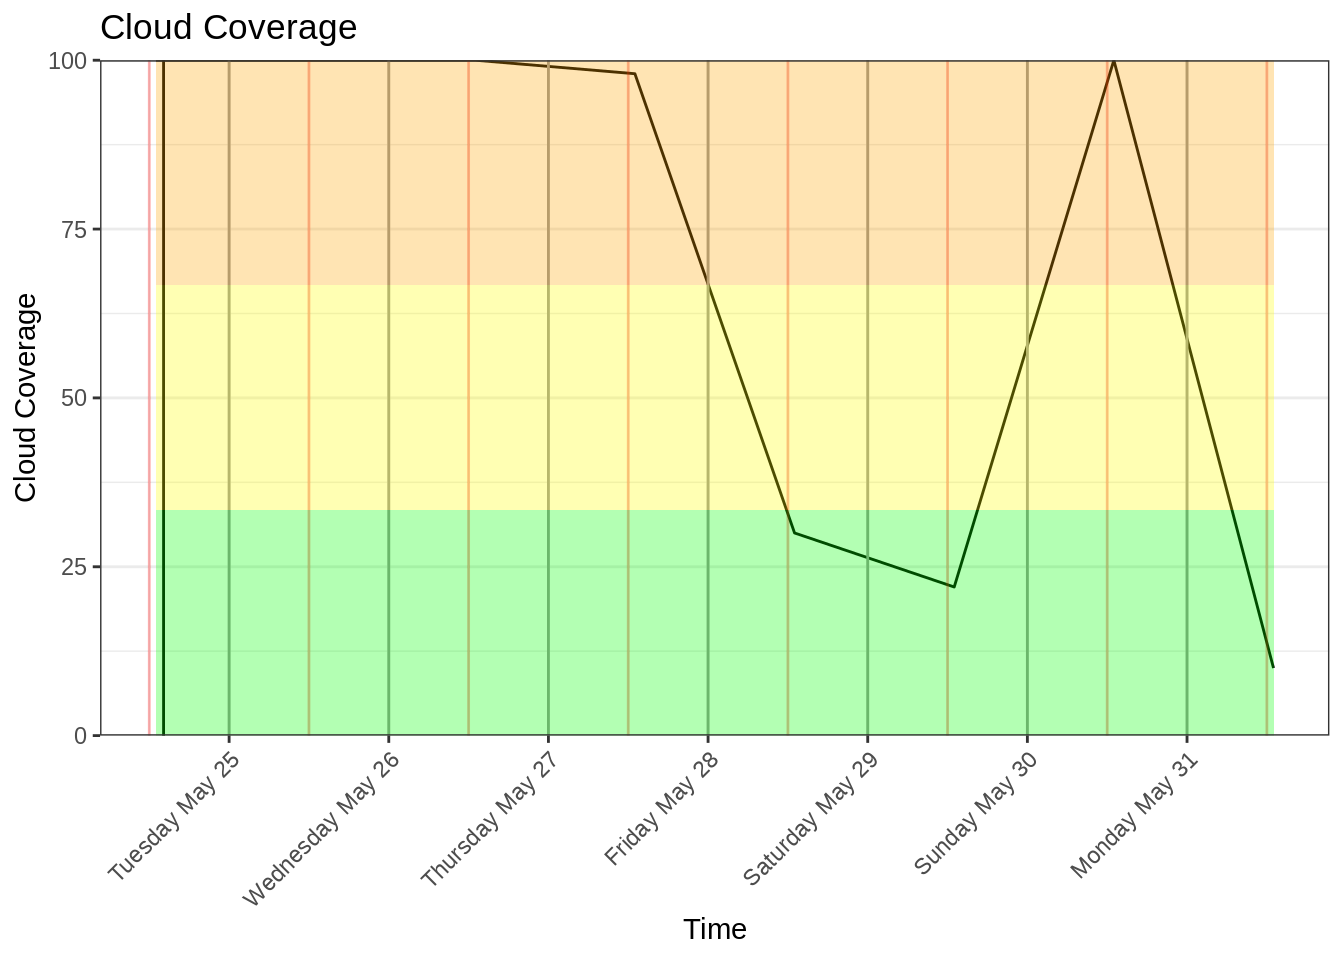 Cloud Coverage
100
75
50
25
0
Cloud Coverage
Tuesday May 25
Wednesday May 26
Thursday May 27
Friday May 28
Saturday May 29
Sunday May 30
Monday May 31
Time